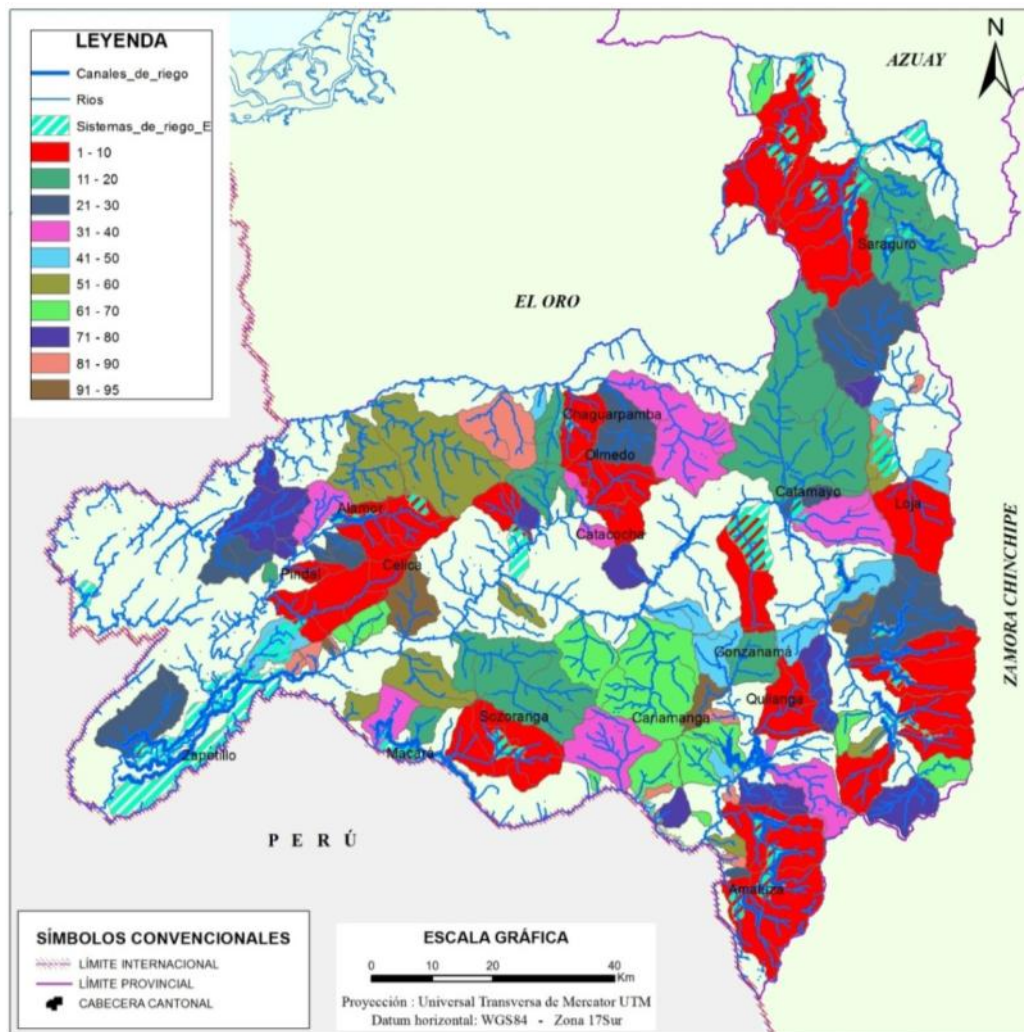 LEYENDA
Canales_de_riego
Rios
Sistemas_de_riego_E
1 - 10
11 - 20
21 - 30
31 - 40
41 - 50
51 - 60
61 - 70
71 - 80
81 - 90
91 - 95
N
AZUAY
Saraguro
EL ORO
Chaguarpamba
Olmedo
Catamayo
Loja
Alamor
Catacocha
Celica
Pindal
ZAMORA CHINCHIPE
Gonzanamá
Quilanga
Cariamanga
Sozoranga
Macará
Zapotillo
PERÚ
Amaluza
SÍMBOLOS CONVENCIONALES
LÍMITE INTERNACIONAL
LÍMITE PROVINCIAL
CABECERA CANTONAL
ESCALA GRÁFICA
0 10 20 40
Km
Proyección : Universal Transversa de Mercator UTM
Datum horizontal: WGS84 - Zona 17Sur